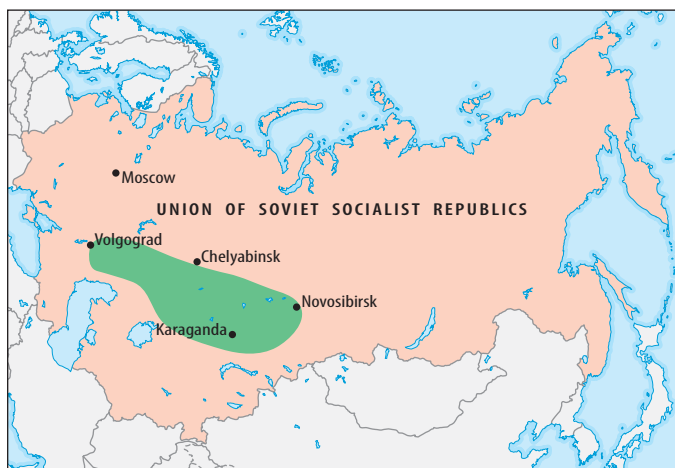 Moscow
UNION OF SOVIET SOCIALIST REPUBLICS
Volgograd
Chelyabinsk
Novosibirsk
Karaganda